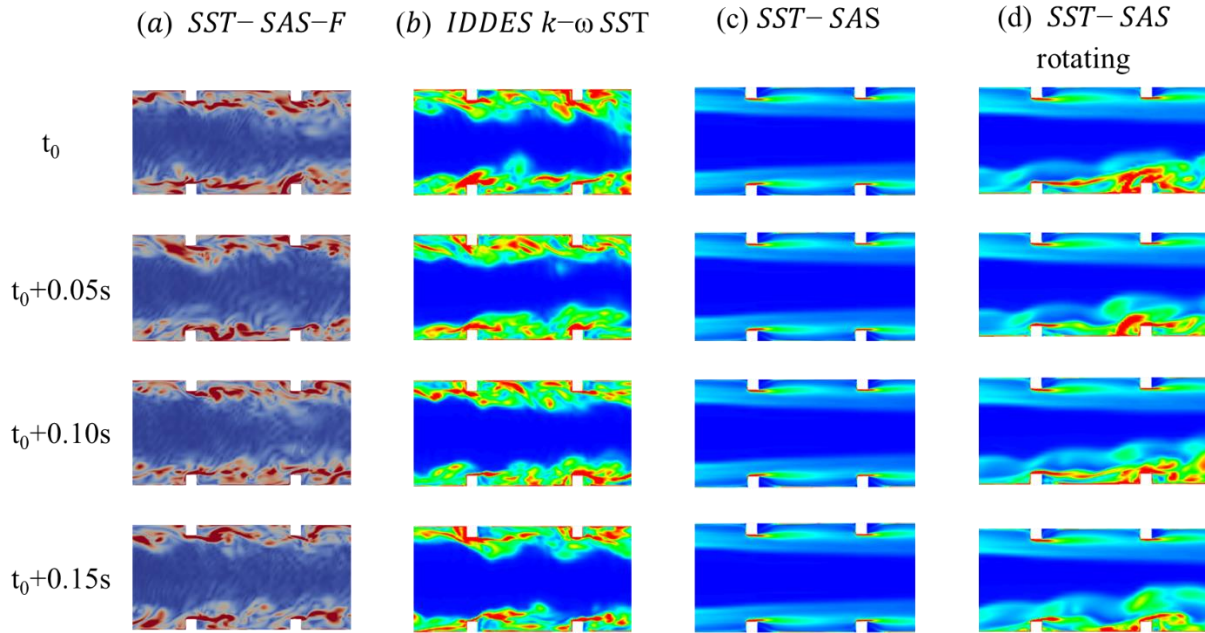 (a) SST-SAS-F
(b) IDDES k-ω SST
(c) SST-SAS
(d) SST-SAS
rotating
t0
t0+0.05s
t0+0.10s
t0+0.15s